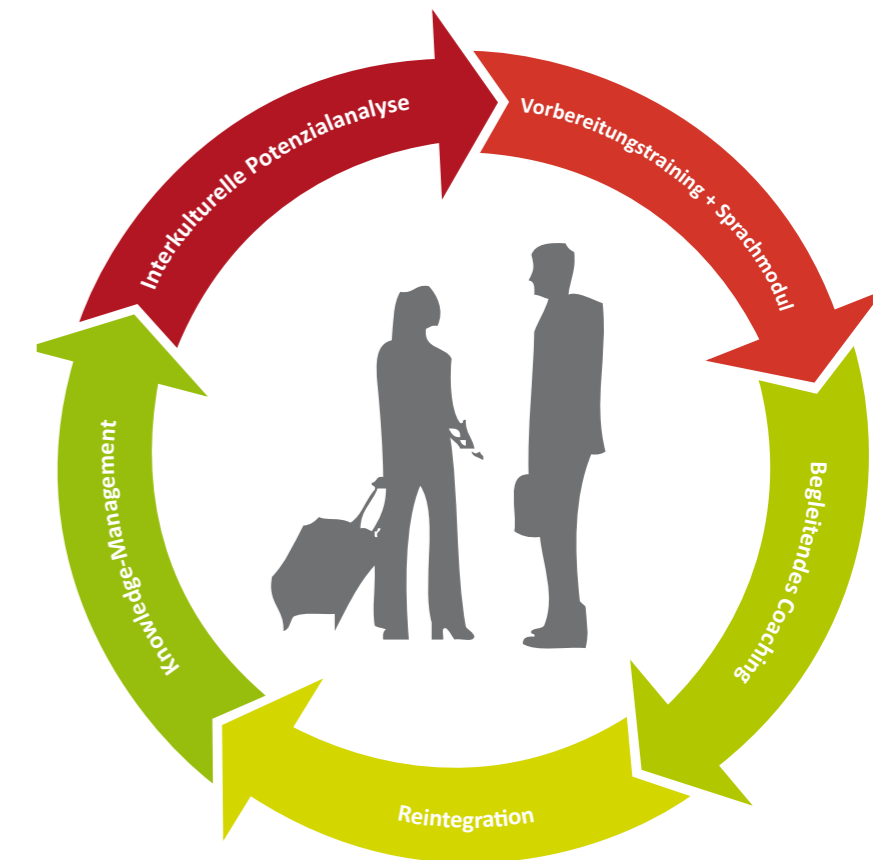 Interkulturelle Potenzialanalyse
Vorbereitungstraining + Sprachmodul
Begleitendes Coaching
Reintegration
Knowledge-Management